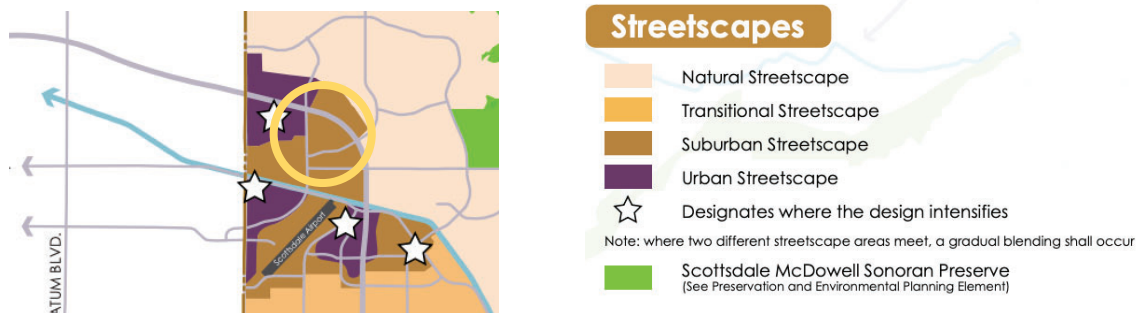 ATUM BLVD.
Scottsdale Airport
Streetscapes
Natural Streetscape
Transitional Streetscape
Suburban Streetscape
Urban Streetscape
Designates where the design intensifies
Note: where two different streetscape areas meet, a gradual blending shall occur
Scottsdale McDowell Sonoran Preserve
(See Preservation and Environmental Planning Element)